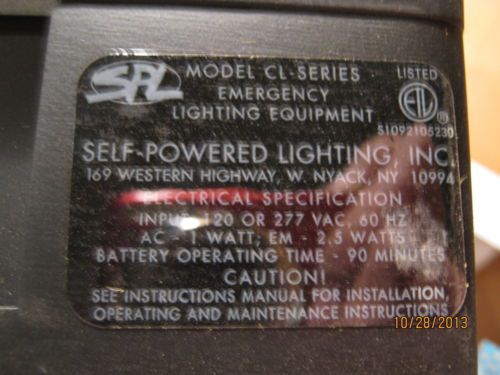 SPL MODEL CL-SERIES LISTED
EMERGENCY
LIGHTING EQUIPMENT
ETL
S1092105230
SELF-POWERED LIGHTING, INC.
169 WESTERN HIGHWAY, W. NYACK, NY 10994
ELECTRICAL SPECIFICATION
INPUT: 120 OR 277 VAC, 60 HZ
AC - 1 WATT; EM - 2.5 WATTS
BATTERY OPERATING TIME - 90 MINUTES
CAUTION!
SEE INSTRUCTIONS MANUAL FOR INSTALLATION,
OPERATING AND MAINTENANCE INSTRUCTIONS.
10/28/2013